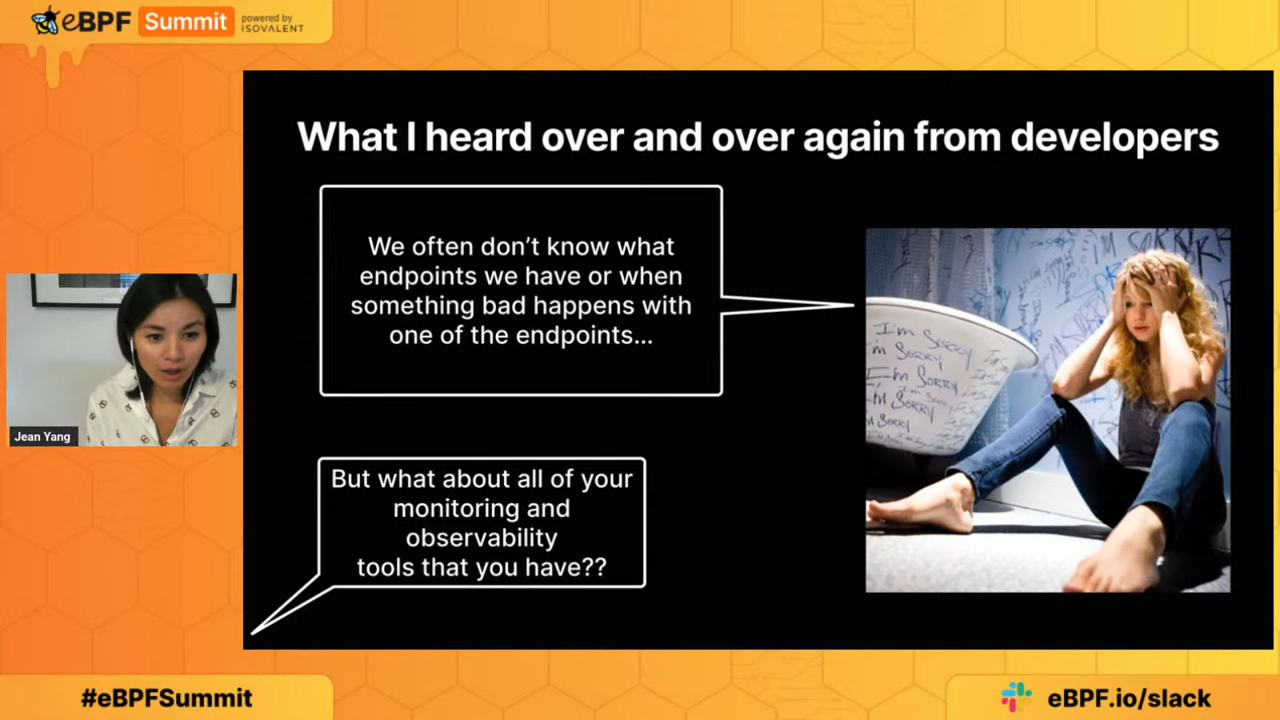 eBPF Summit powered by ISOVALENT
What I heard over and over again from developers
We often don’t know what
endpoints we have or when
something bad happens with
one of the endpoints...
I'm SORRY
I'm SORRY
I'm SORRY
I'm SORRY
But what about all of your
monitoring and
observability
tools that you have??
Jean Yang
#eBPFSummit
eBPF.io/slack